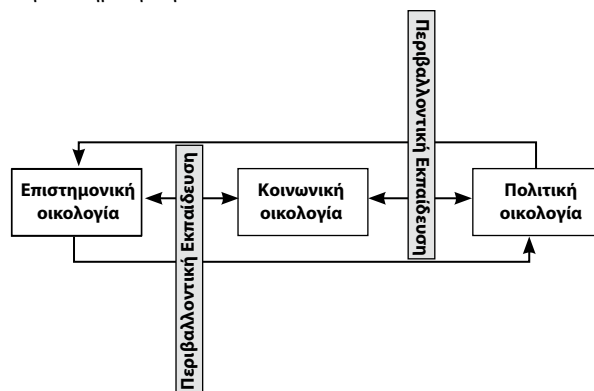 Περιβαλλοντική Εκπαίδευση
Επιστημονική
οικολογία
Περιβαλλοντική Εκπαίδευση
Κοινωνική
οικολογία
Πολιτική
οικολογία